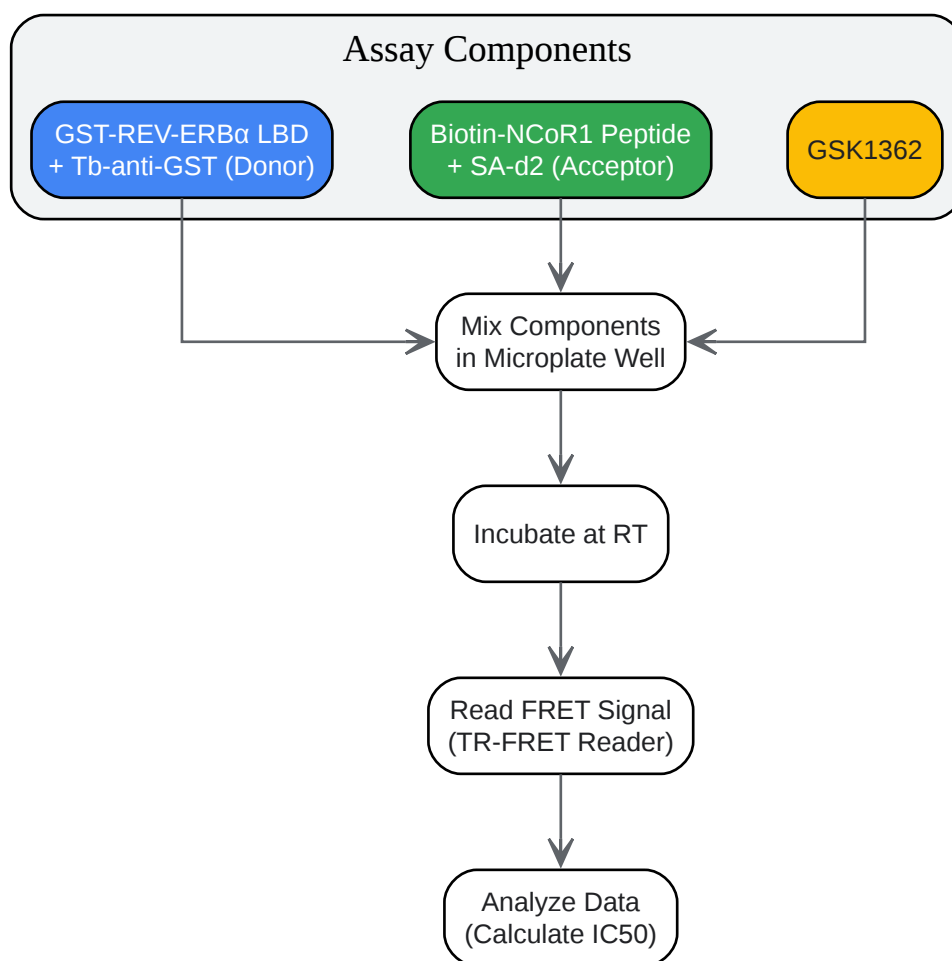 Assay Components
GST-REV-ERBα LBD
+ Tb-anti-GST (Donor)
Biotin-NCoR1 Peptide
+ SA-d2 (Acceptor)
GSK1362
Mix Components
in Microplate Well
Incubate at RT
Read FRET Signal
(TR-FRET Reader)
Analyze Data
(Calculate IC50)